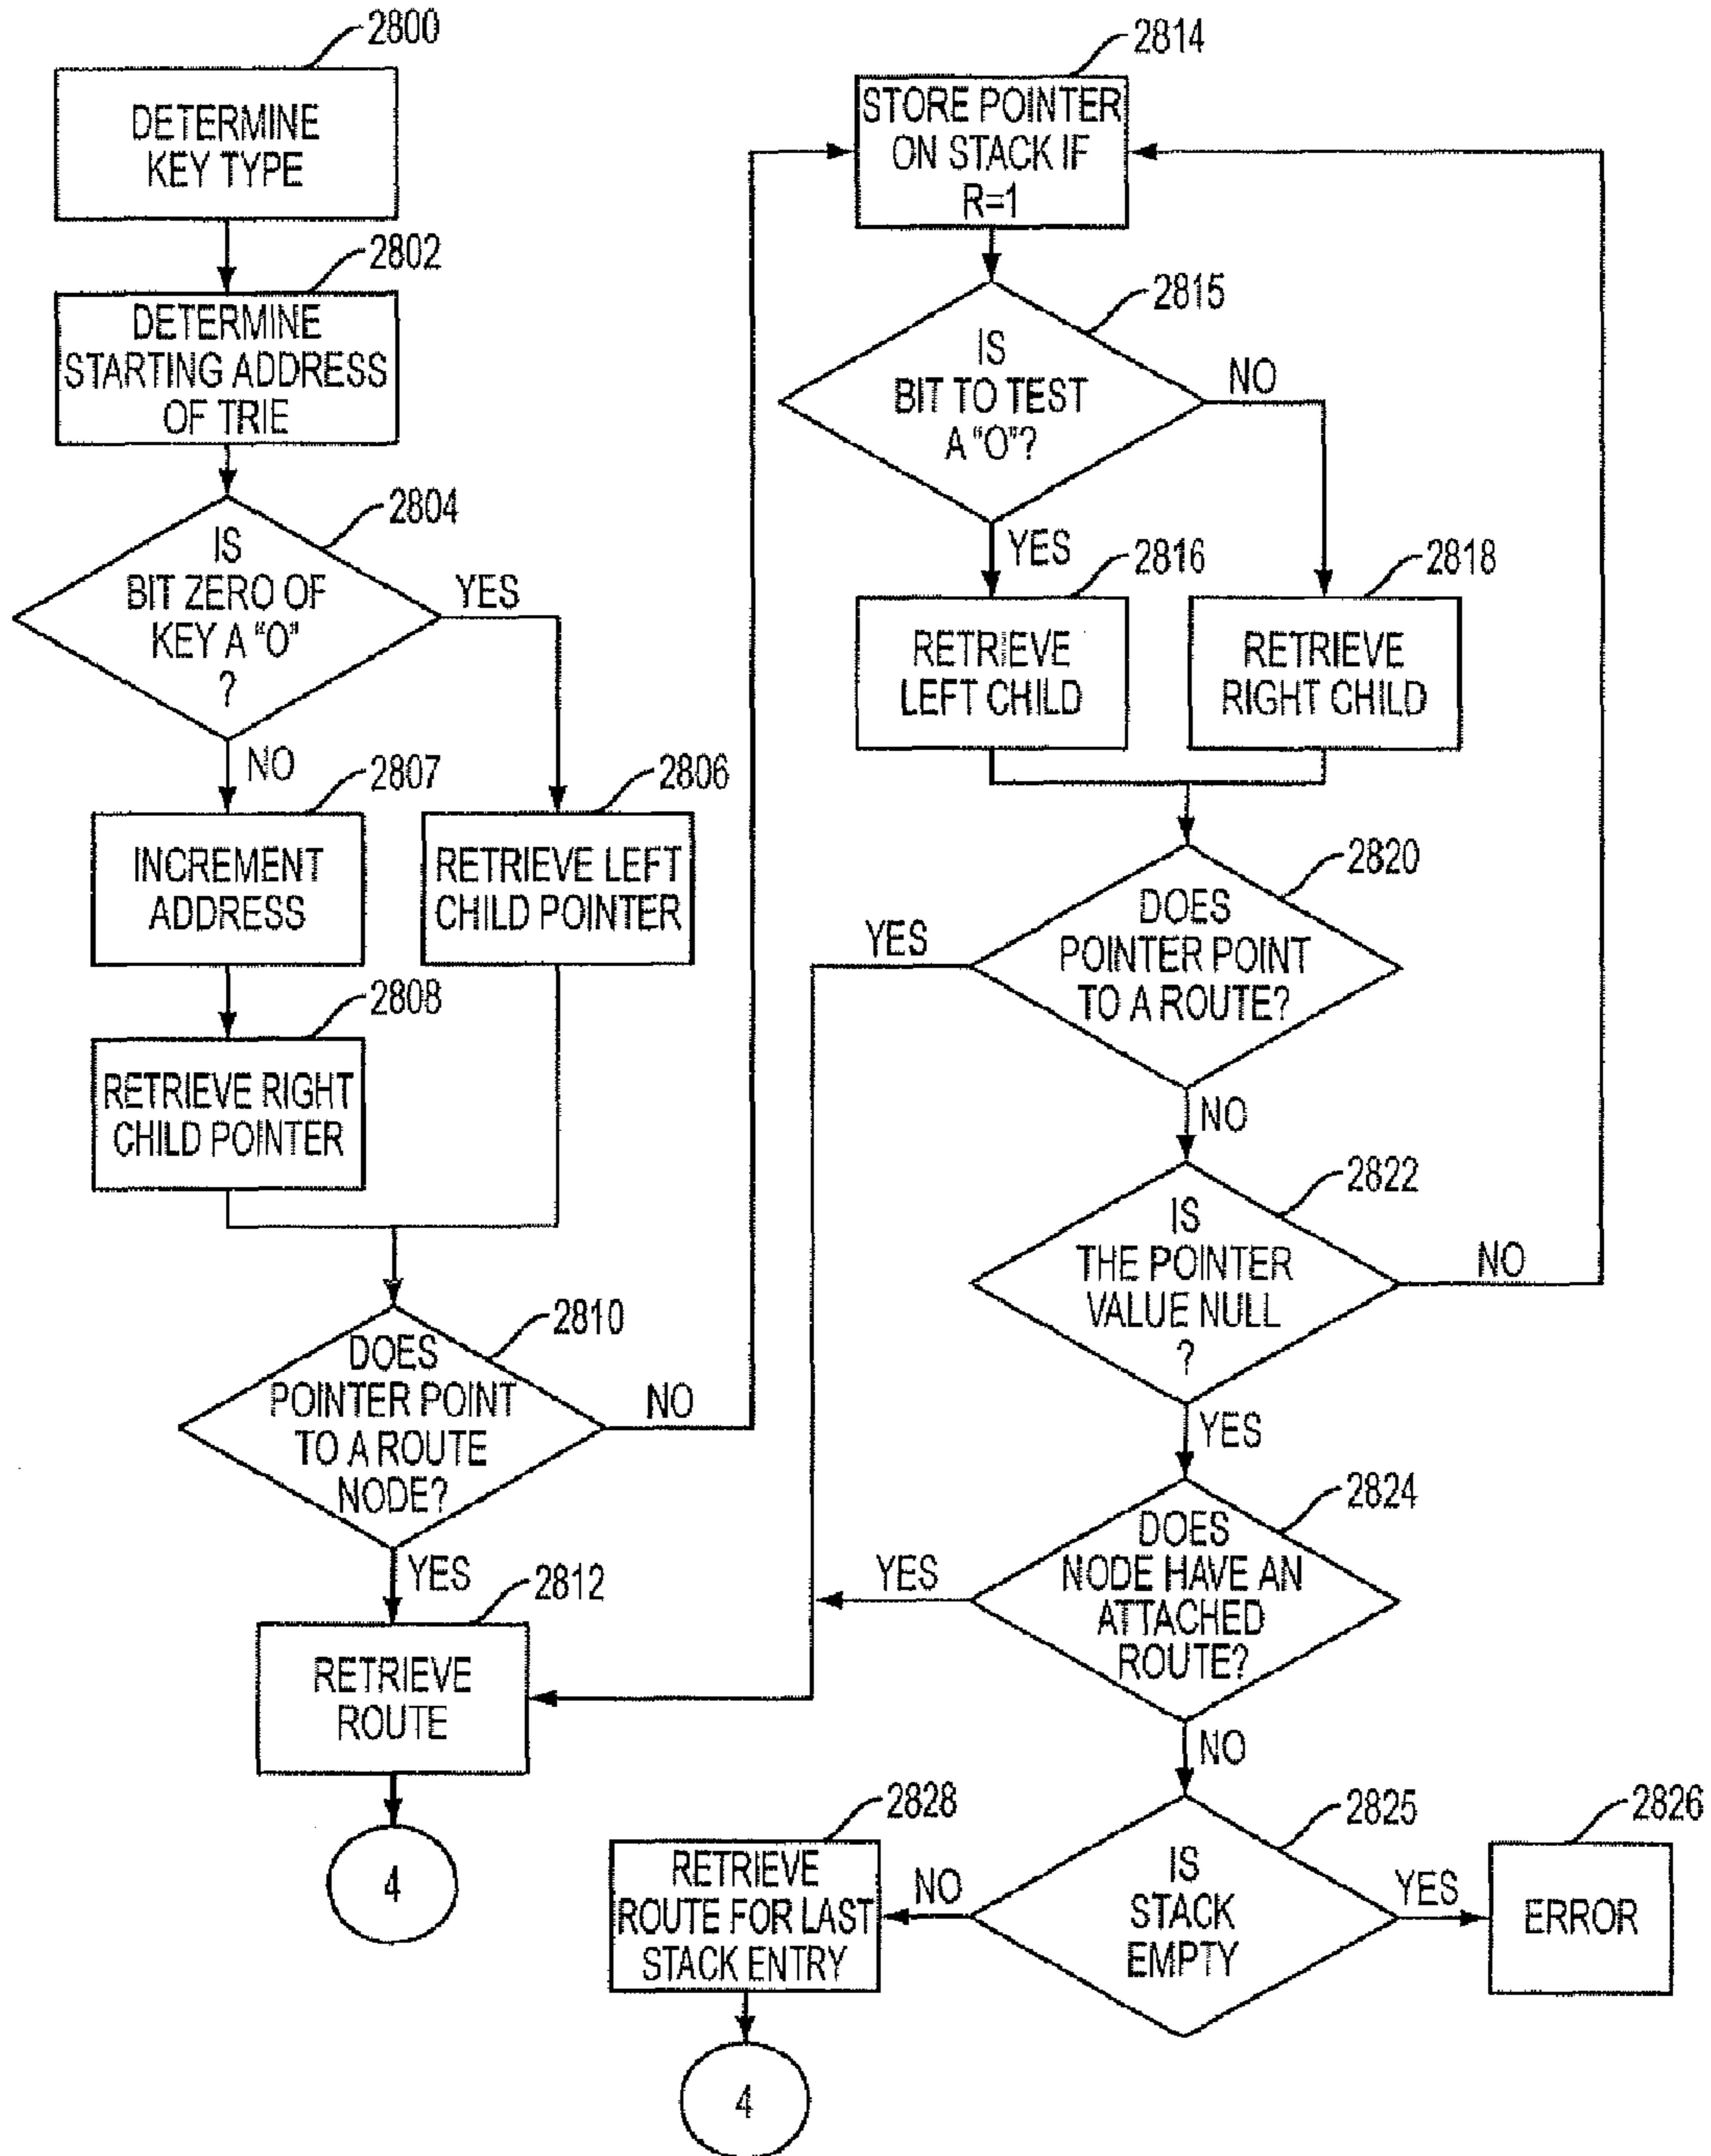 2800
DETERMINE
KEY TYPE
2802
DETERMINE
STARTING ADDRESS
OF TRIE
2804
IS
BIT ZERO OF
KEY A "O"
?
YES
NO
2807
INCREMENT
ADDRESS
2806
RETRIEVE LEFT
CHILD POINTER
2808
RETRIEVE RIGHT
CHILD POINTER
2810
DOES
POINTER POINT
TO A ROUTE
NODE?
NO
YES
2812
RETRIEVE
ROUTE
4
2814
STORE POINTER
ON STACK IF
R=1
2815
IS
BIT TO TEST
A "O"?
NO
YES
2816
RETRIEVE
LEFT CHILD
2818
RETRIEVE
RIGHT CHILD
2820
DOES
POINTER POINT
TO A ROUTE?
YES
NO
2822
IS
THE POINTER
VALUE NULL
?
NO
YES
2824
DOES
NODE HAVE AN
ATTACHED
ROUTE?
YES
NO
2825
IS
STACK
EMPTY
YES
2826
ERROR
NO
2828
RETRIEVE
ROUTE FOR LAST
STACK ENTRY
4